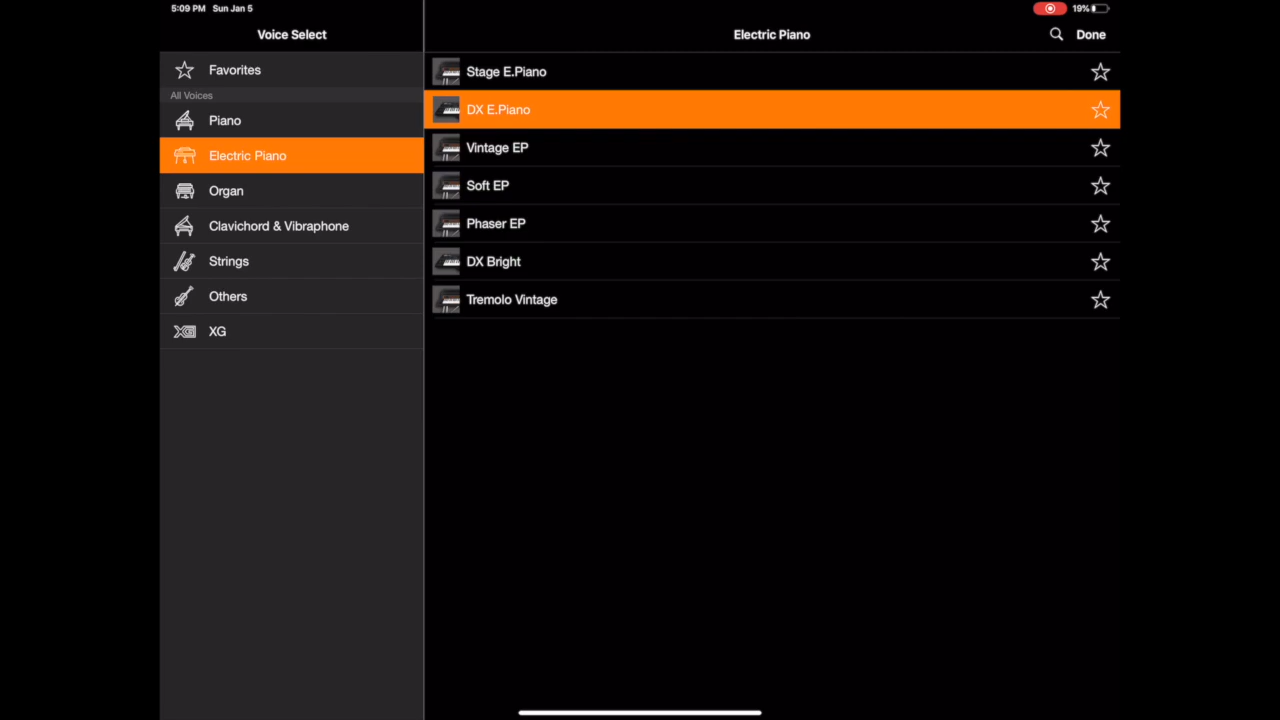 5:09 PM Sun Jan 5
19%
Voice Select
Favorites
All Voices
Piano
Electric Piano
Organ
Clavichord & Vibraphone
Strings
Others
XG XG
Electric Piano
Done
Stage E.Piano
DX E.Piano
Vintage EP
Soft EP
Phaser EP
DX Bright
Tremolo Vintage